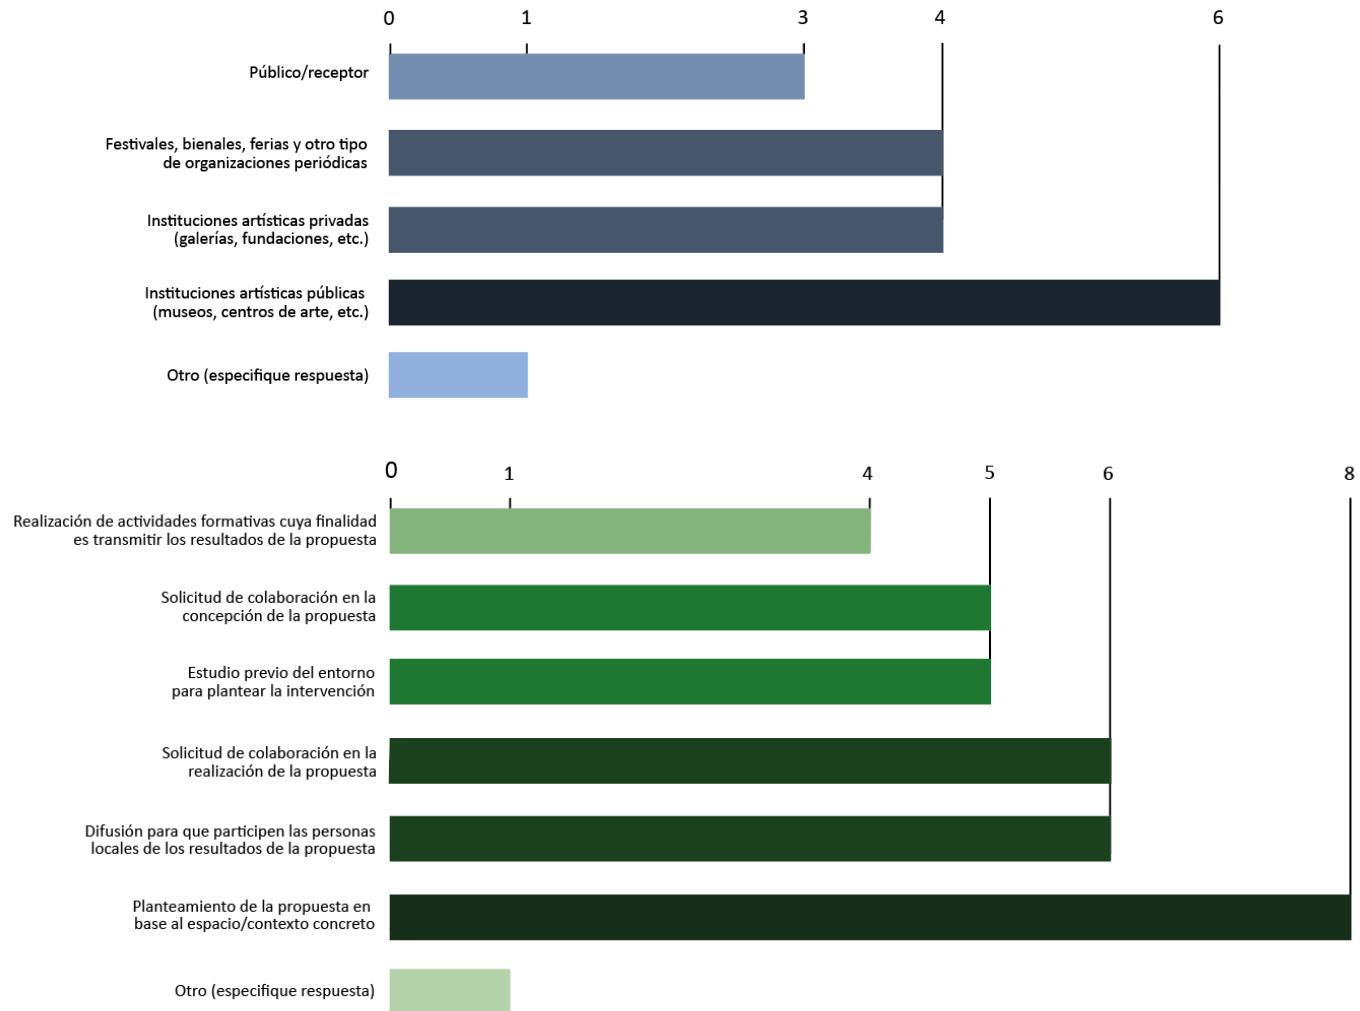 0 1 3 4 6
Público/receptor
Festivales, bienales, ferias y otro tipo
de organizaciones periódicas
Instituciones artísticas privadas
(galerías, fundaciones, etc.)
Instituciones artísticas públicas
(museos, centros de arte, etc.)
Otro (especifique respuesta)
0 1 4 5 6 8
Realización de actividades formativas cuya finalidad
es transmitir los resultados de la propuesta
Solicitud de colaboración en la
concepción de la propuesta
Estudio previo del entorno
para plantear la intervención
Solicitud de colaboración en la
realización de la propuesta
Difusión para que participen las personas
locales de los resultados de la propuesta
Planteamiento de la propuesta en
base al espacio/contexto concreto
Otro (especifique respuesta)